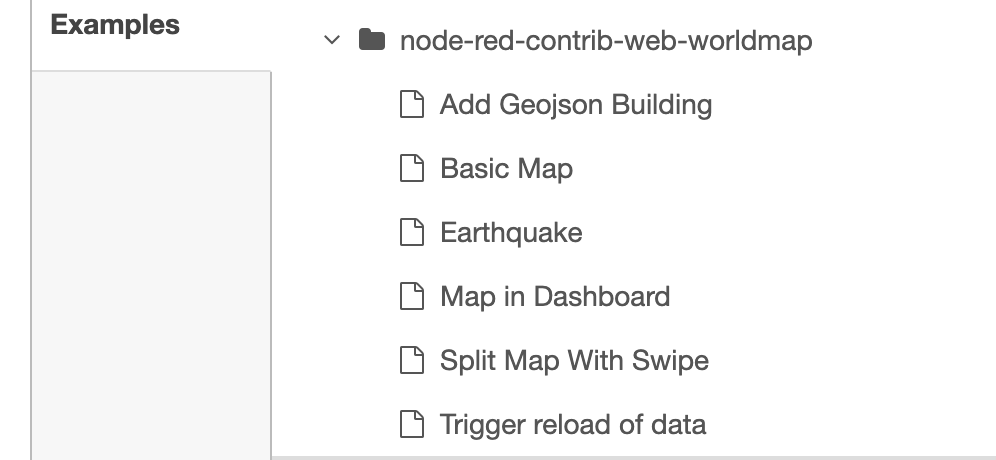 Examples
node-red-contrib-web-worldmap
Add Geojson Building
Basic Map
Earthquake
Map in Dashboard
Split Map With Swipe
Trigger reload of data